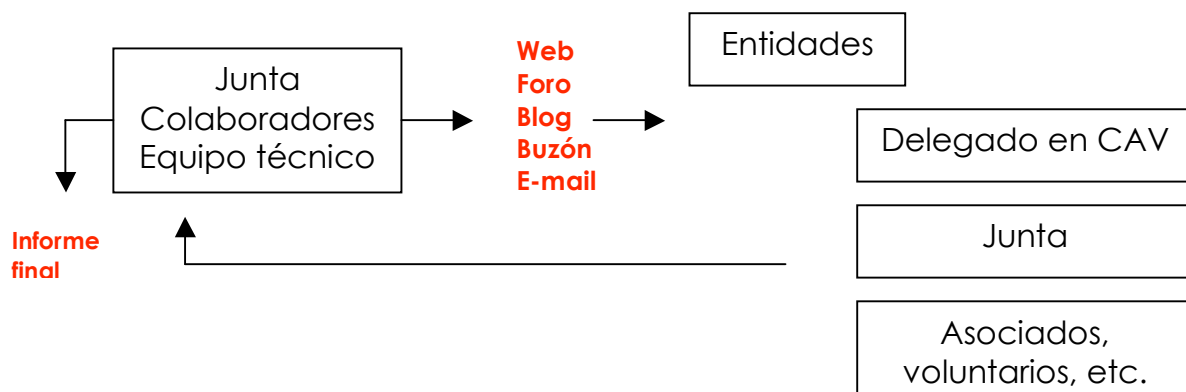 Junta
Colaboradores
Equipo técnico
Web
Foro
Blog
Buzón
E-mail
Entidades
Delegado en CAV
Junta
Asociados,
voluntarios, etc.
Informe
final